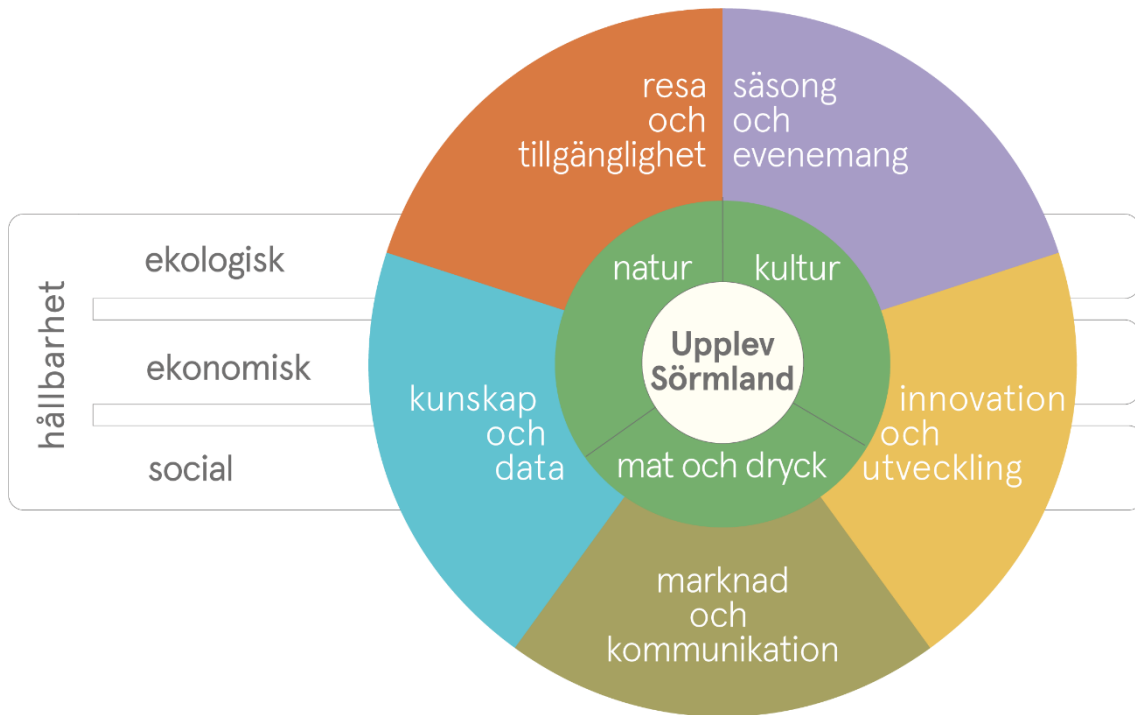 resa
och
tillgänglighet
säsong
och
evenemang
hållbarhet
ekologisk
ekonomisk
social
natur
kultur
Upplev
Sörmland
mat och dryck
kunskap
och
data
innovation
och
utveckling
marknad
och
kommunikation